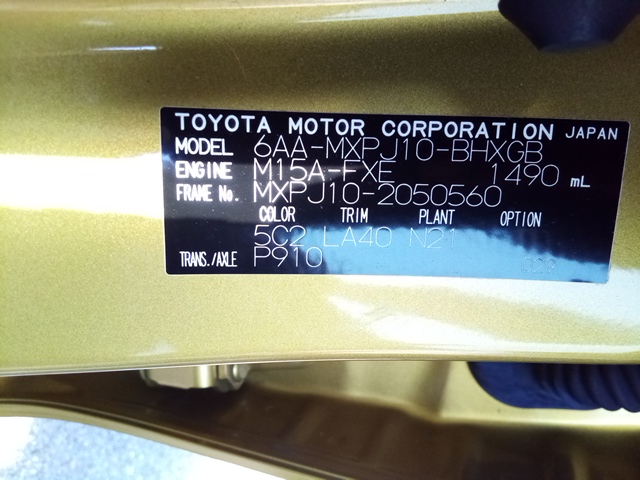 TOYOTA MOTOR CORPORATION JAPAN
MODEL 6AA-MXPJ10-BHXGB
ENGINE M15A-FXE 1490 mL
FRAME No. MXPJ10-2050560
COLOR TRIM PLANT OPTION
5C2 LA40 N21
TRANS./AXLE P910